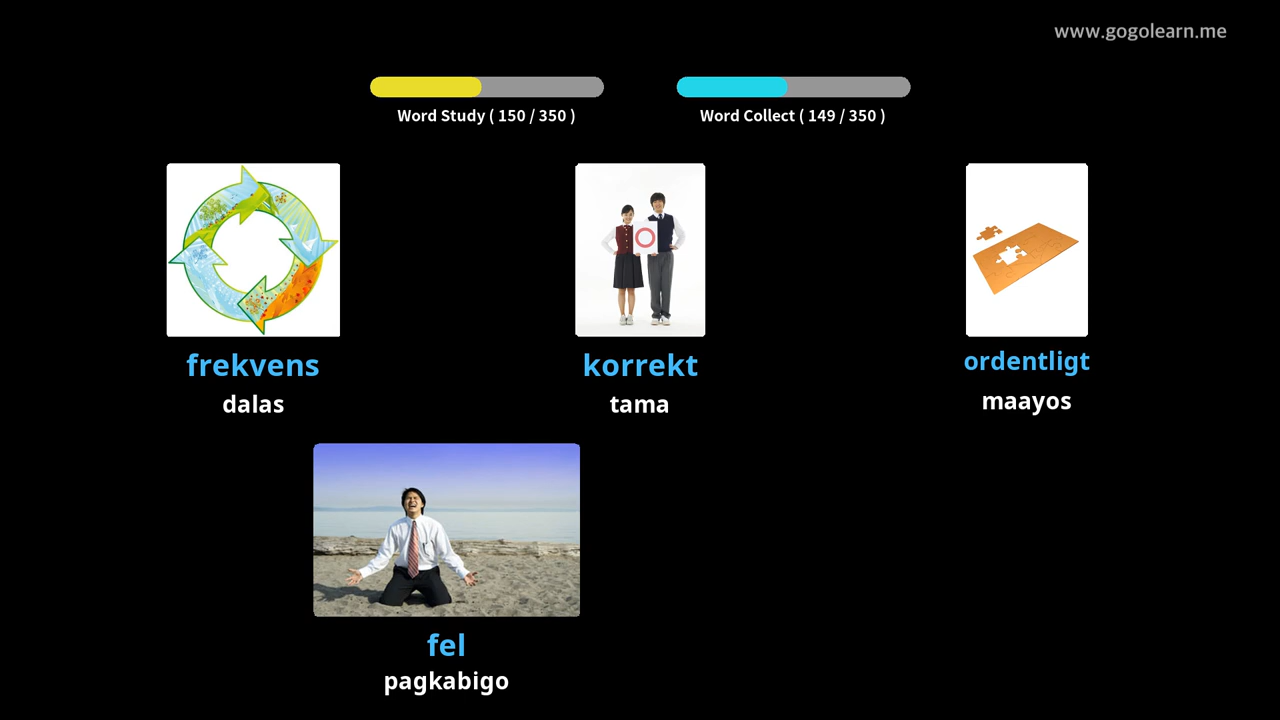 www.gogolearn.me
Word Study ( 150 / 350 )
Word Collect ( 149 / 350 )
frekvens
dalas
korrekt
tama
ordentligt
maayos
fel
pagkabigo